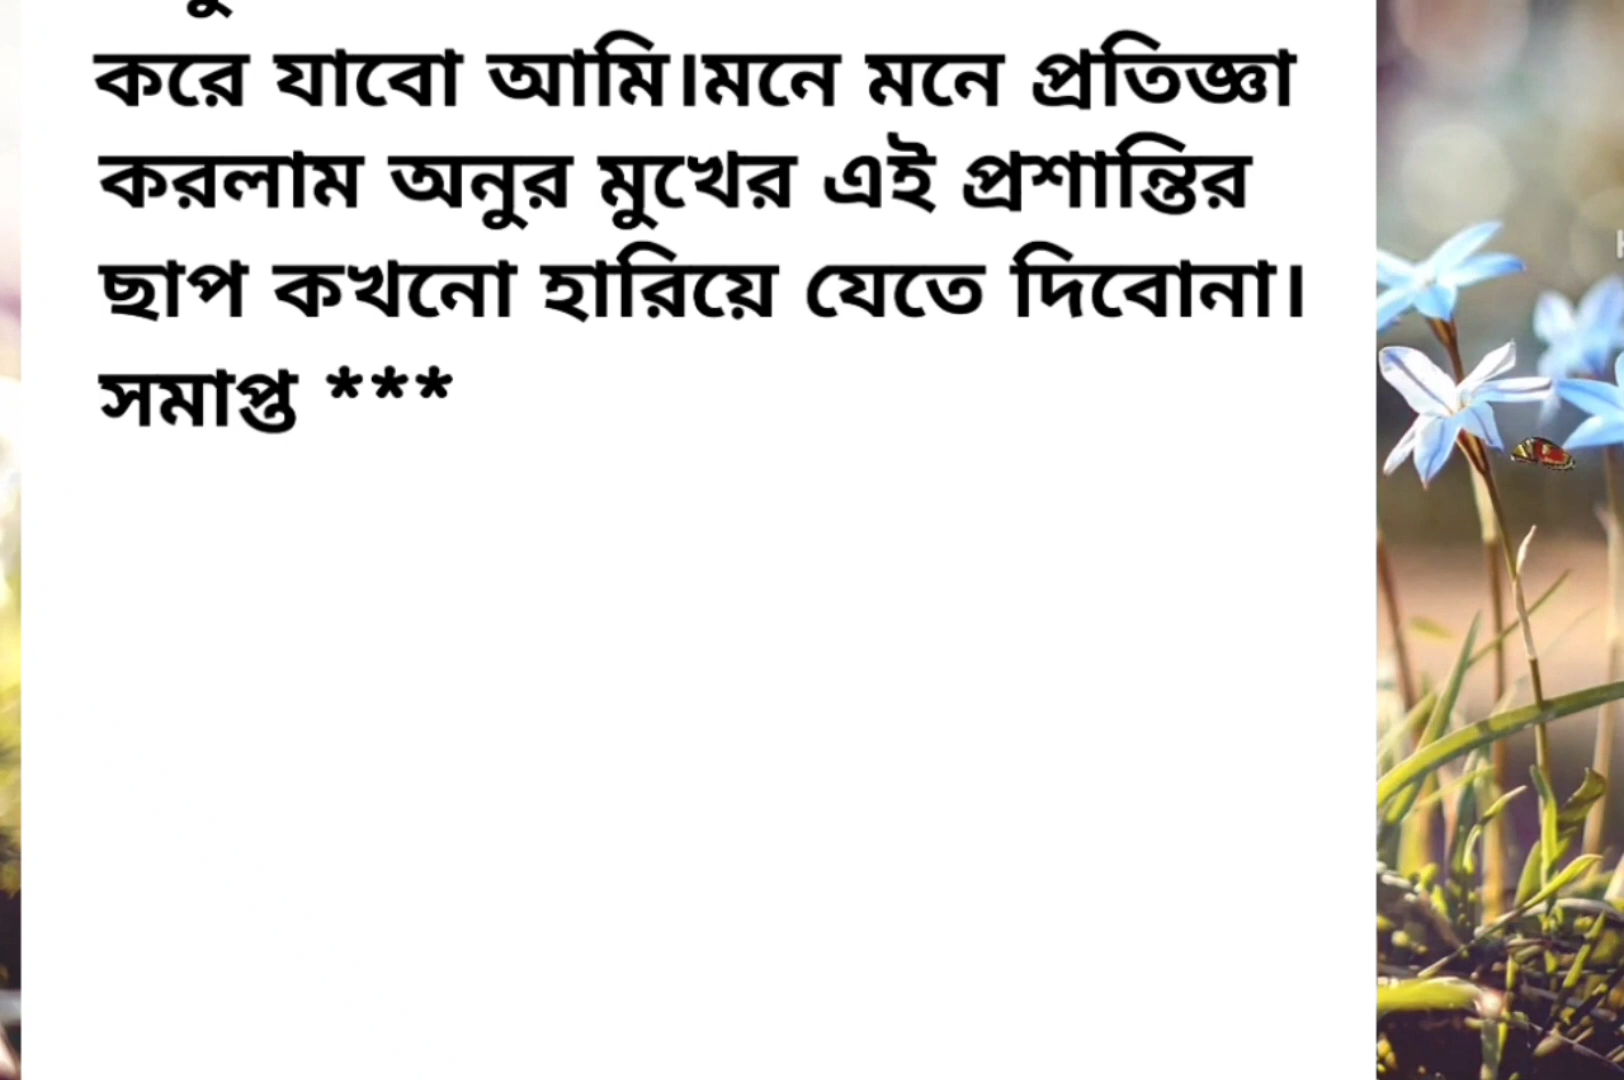 করে যাবো আমি।মনে মনে প্রতিজ্ঞা
করলাম অনুর মুখের এই প্রশান্তির
ছাপ কখনো হারিয়ে যেতে দিবোনা।
সমাপ্ত ***